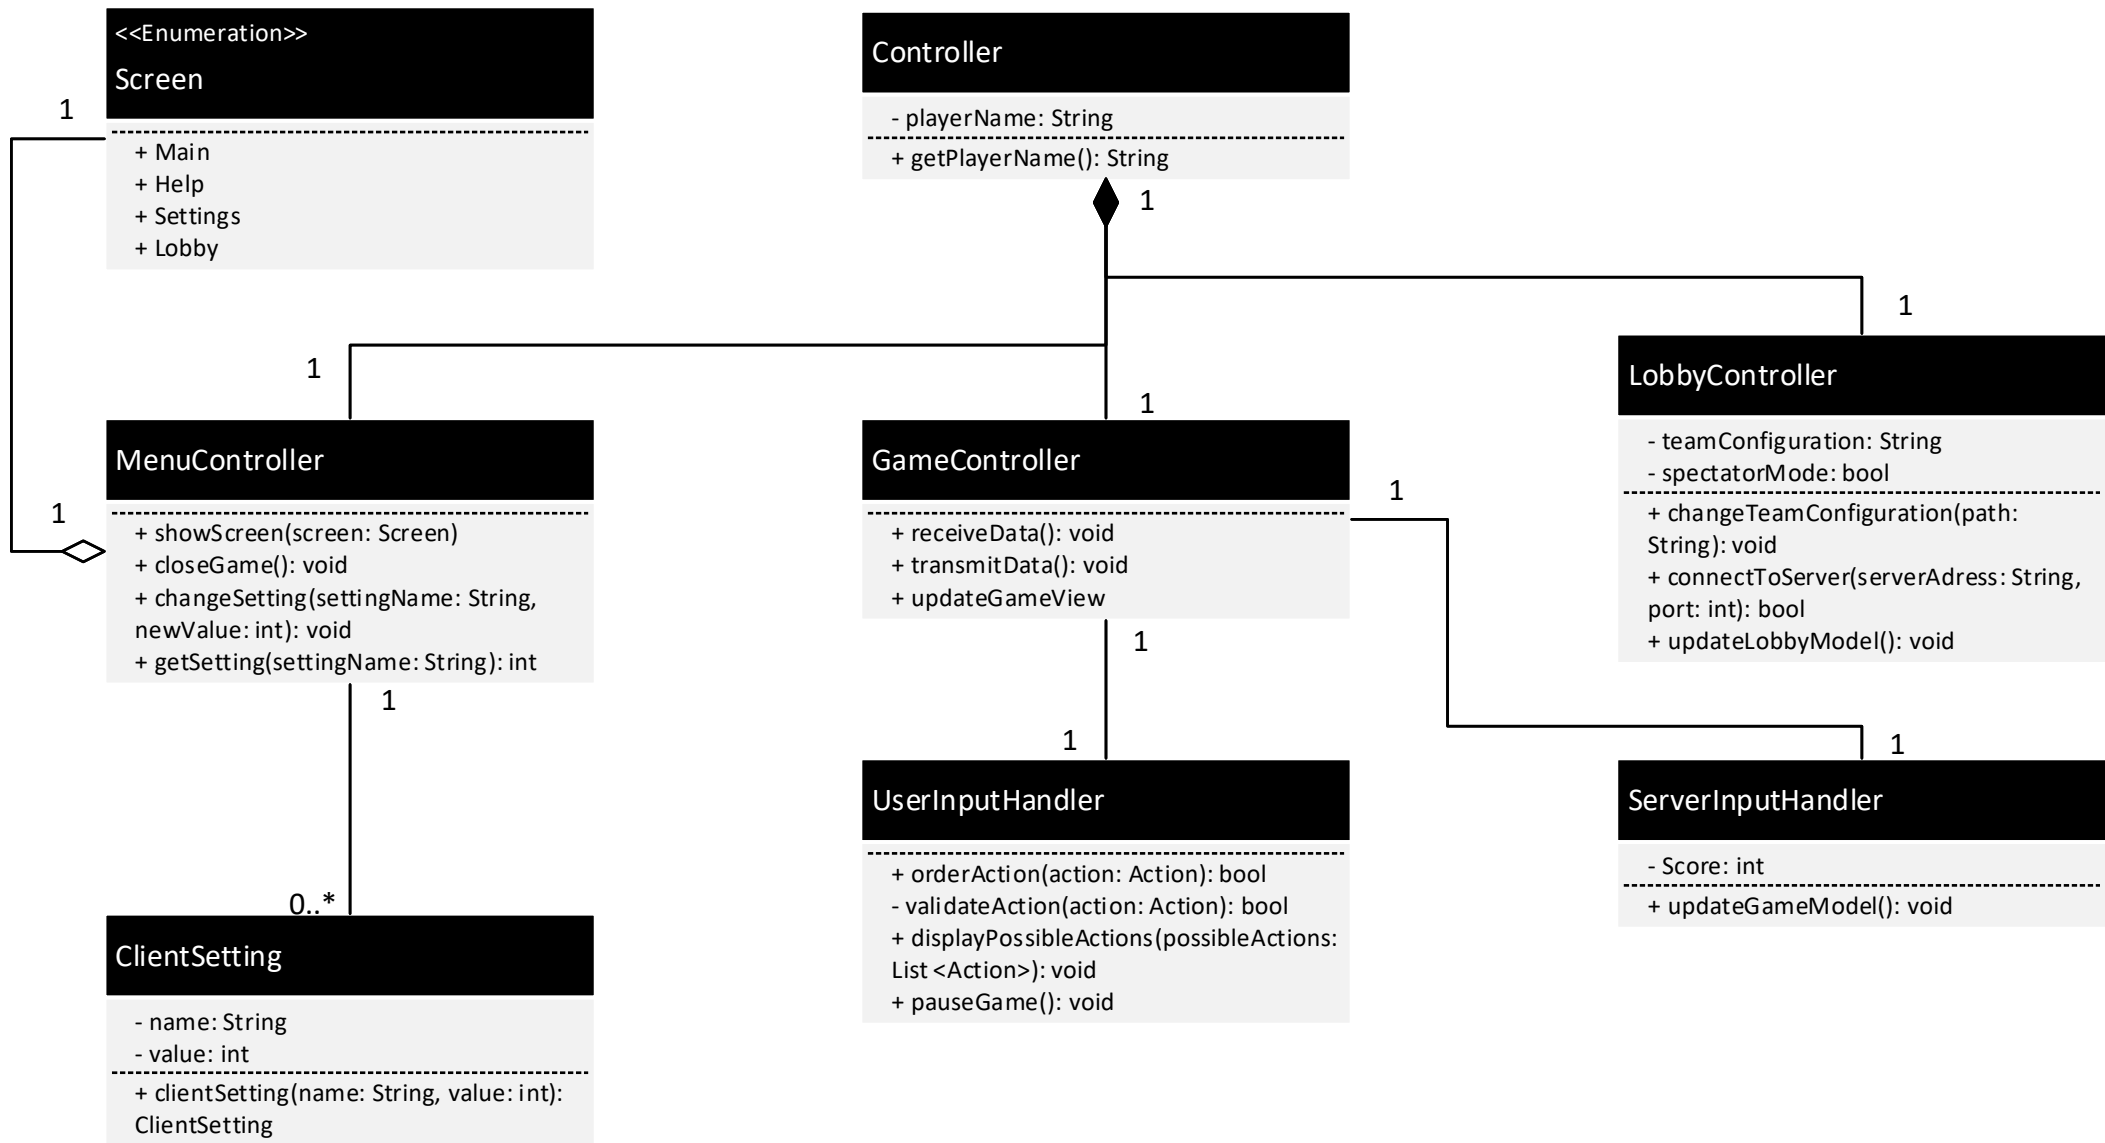 <<Enumeration>>
Screen
1
+ Main
+ Help
+ Settings
+ Lobby
Controller
- playerName: String
+ getPlayerName(): String
1
1
1
1
MenuController
1
+ showScreen(screen: Screen)
+ closeGame(): void
+ changeSetting(settingName: String,
newValue: int): void
+ getSetting(settingName: String): int
1
0..*
GameController
1
+ receiveData(): void
+ transmitData(): void
+ updateGameView
1
1
LobbyController
- teamConfiguration: String
- spectatorMode: bool
+ changeTeamConfiguration(path:
String): void
+ connectToServer(serverAdress: String,
port: int): bool
+ updateLobbyModel(): void
1
ClientSetting
- name: String
- value: int
+ clientSetting(name: String, value: int):
ClientSetting
UserInputHandler
+ orderAction(action: Action): bool
- validateAction(action: Action): bool
+ displayPossibleActions(possibleActions:
List <Action>): void
+ pauseGame(): void
ServerInputHandler
- Score: int
+ updateGameModel(): void